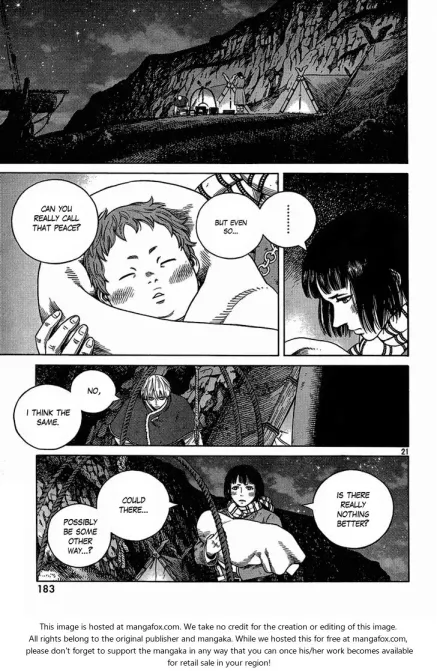 CAN YOU
REALLY CALL
THAT PEACE?
BUT EVEN
SO...
.........
NO,
I THINK THE
SAME.
21
COULD
THERE...
POSSIBLY
BE SOME
OTHER
WAY...?
IS THERE
REALLY
NOTHING
BETTER?
183
This image is hosted at mangafox.com. We take no credit for the creation or editing of this image.
All rights belong to the original publisher and mangaka. While we hosted this for free at mangafox.com,
please don't forget to support the mangaka in any way that you can once his/her work becomes available
for retail sale in your region!